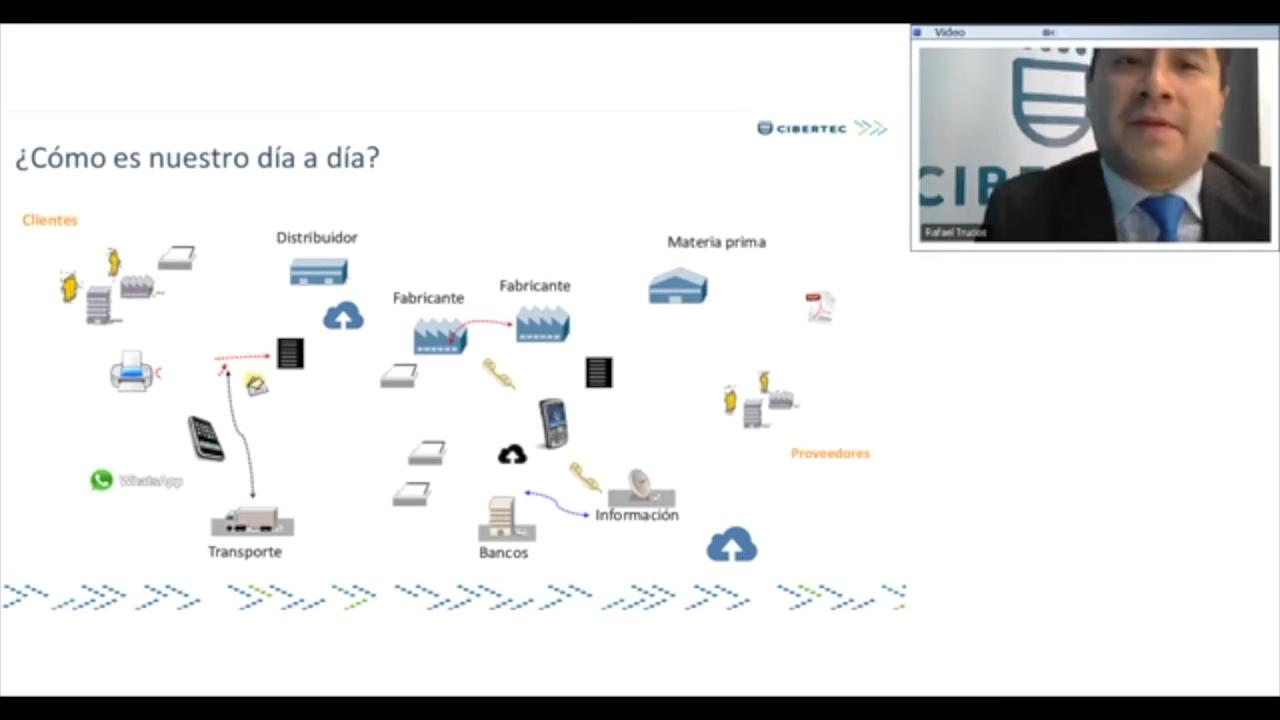 Video
CIBERTEC
¿Cómo es nuestro día a día?
Clientes
Distribuidor
Materia prima
Fabricante
Fabricante
WhatsApp
Proveedores
Información
Transporte
Bancos
CIBE
Rafael Trucios